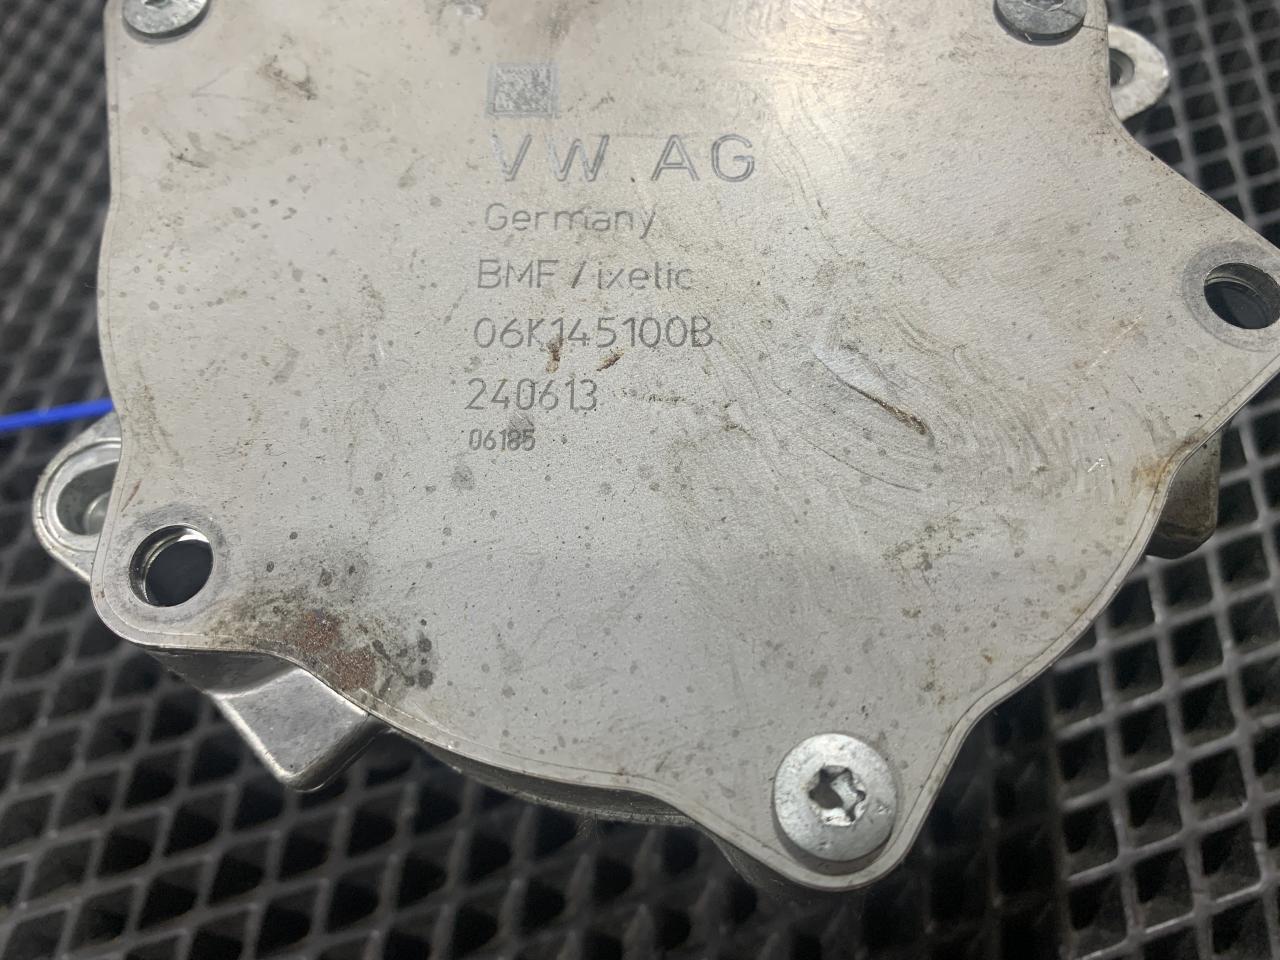 VW AG
Germany
BMF / ixetic
06K145100B
240613
06185